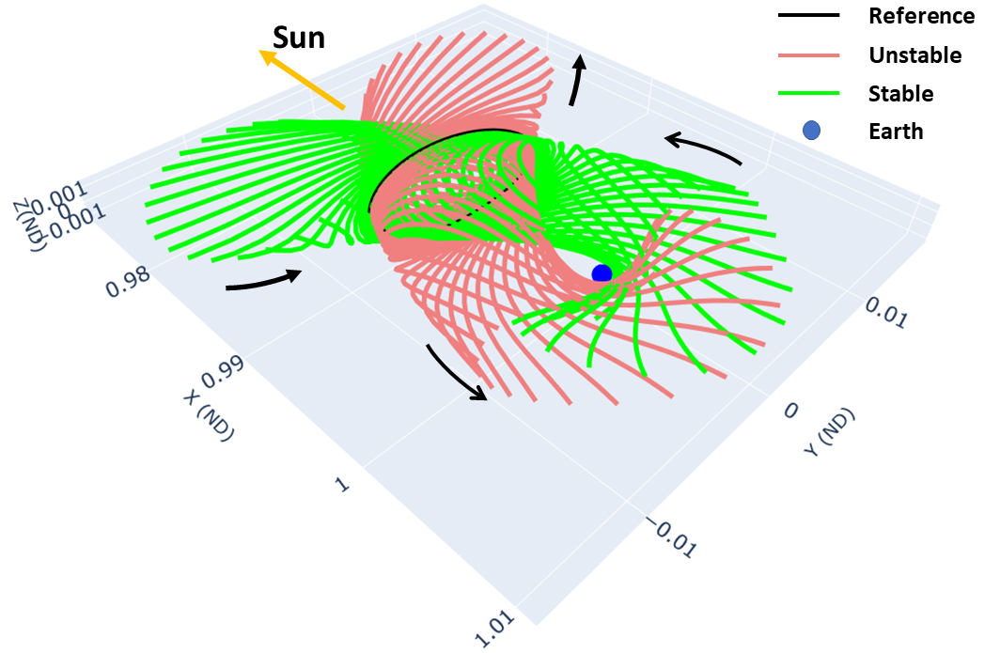 Sun
Reference
Unstable
Stable
Earth
0.001
0
−0.001
Z(ND)
0.98
0.99
X (ND)
1
1.01
0.01
0
Y (ND)
−0.01